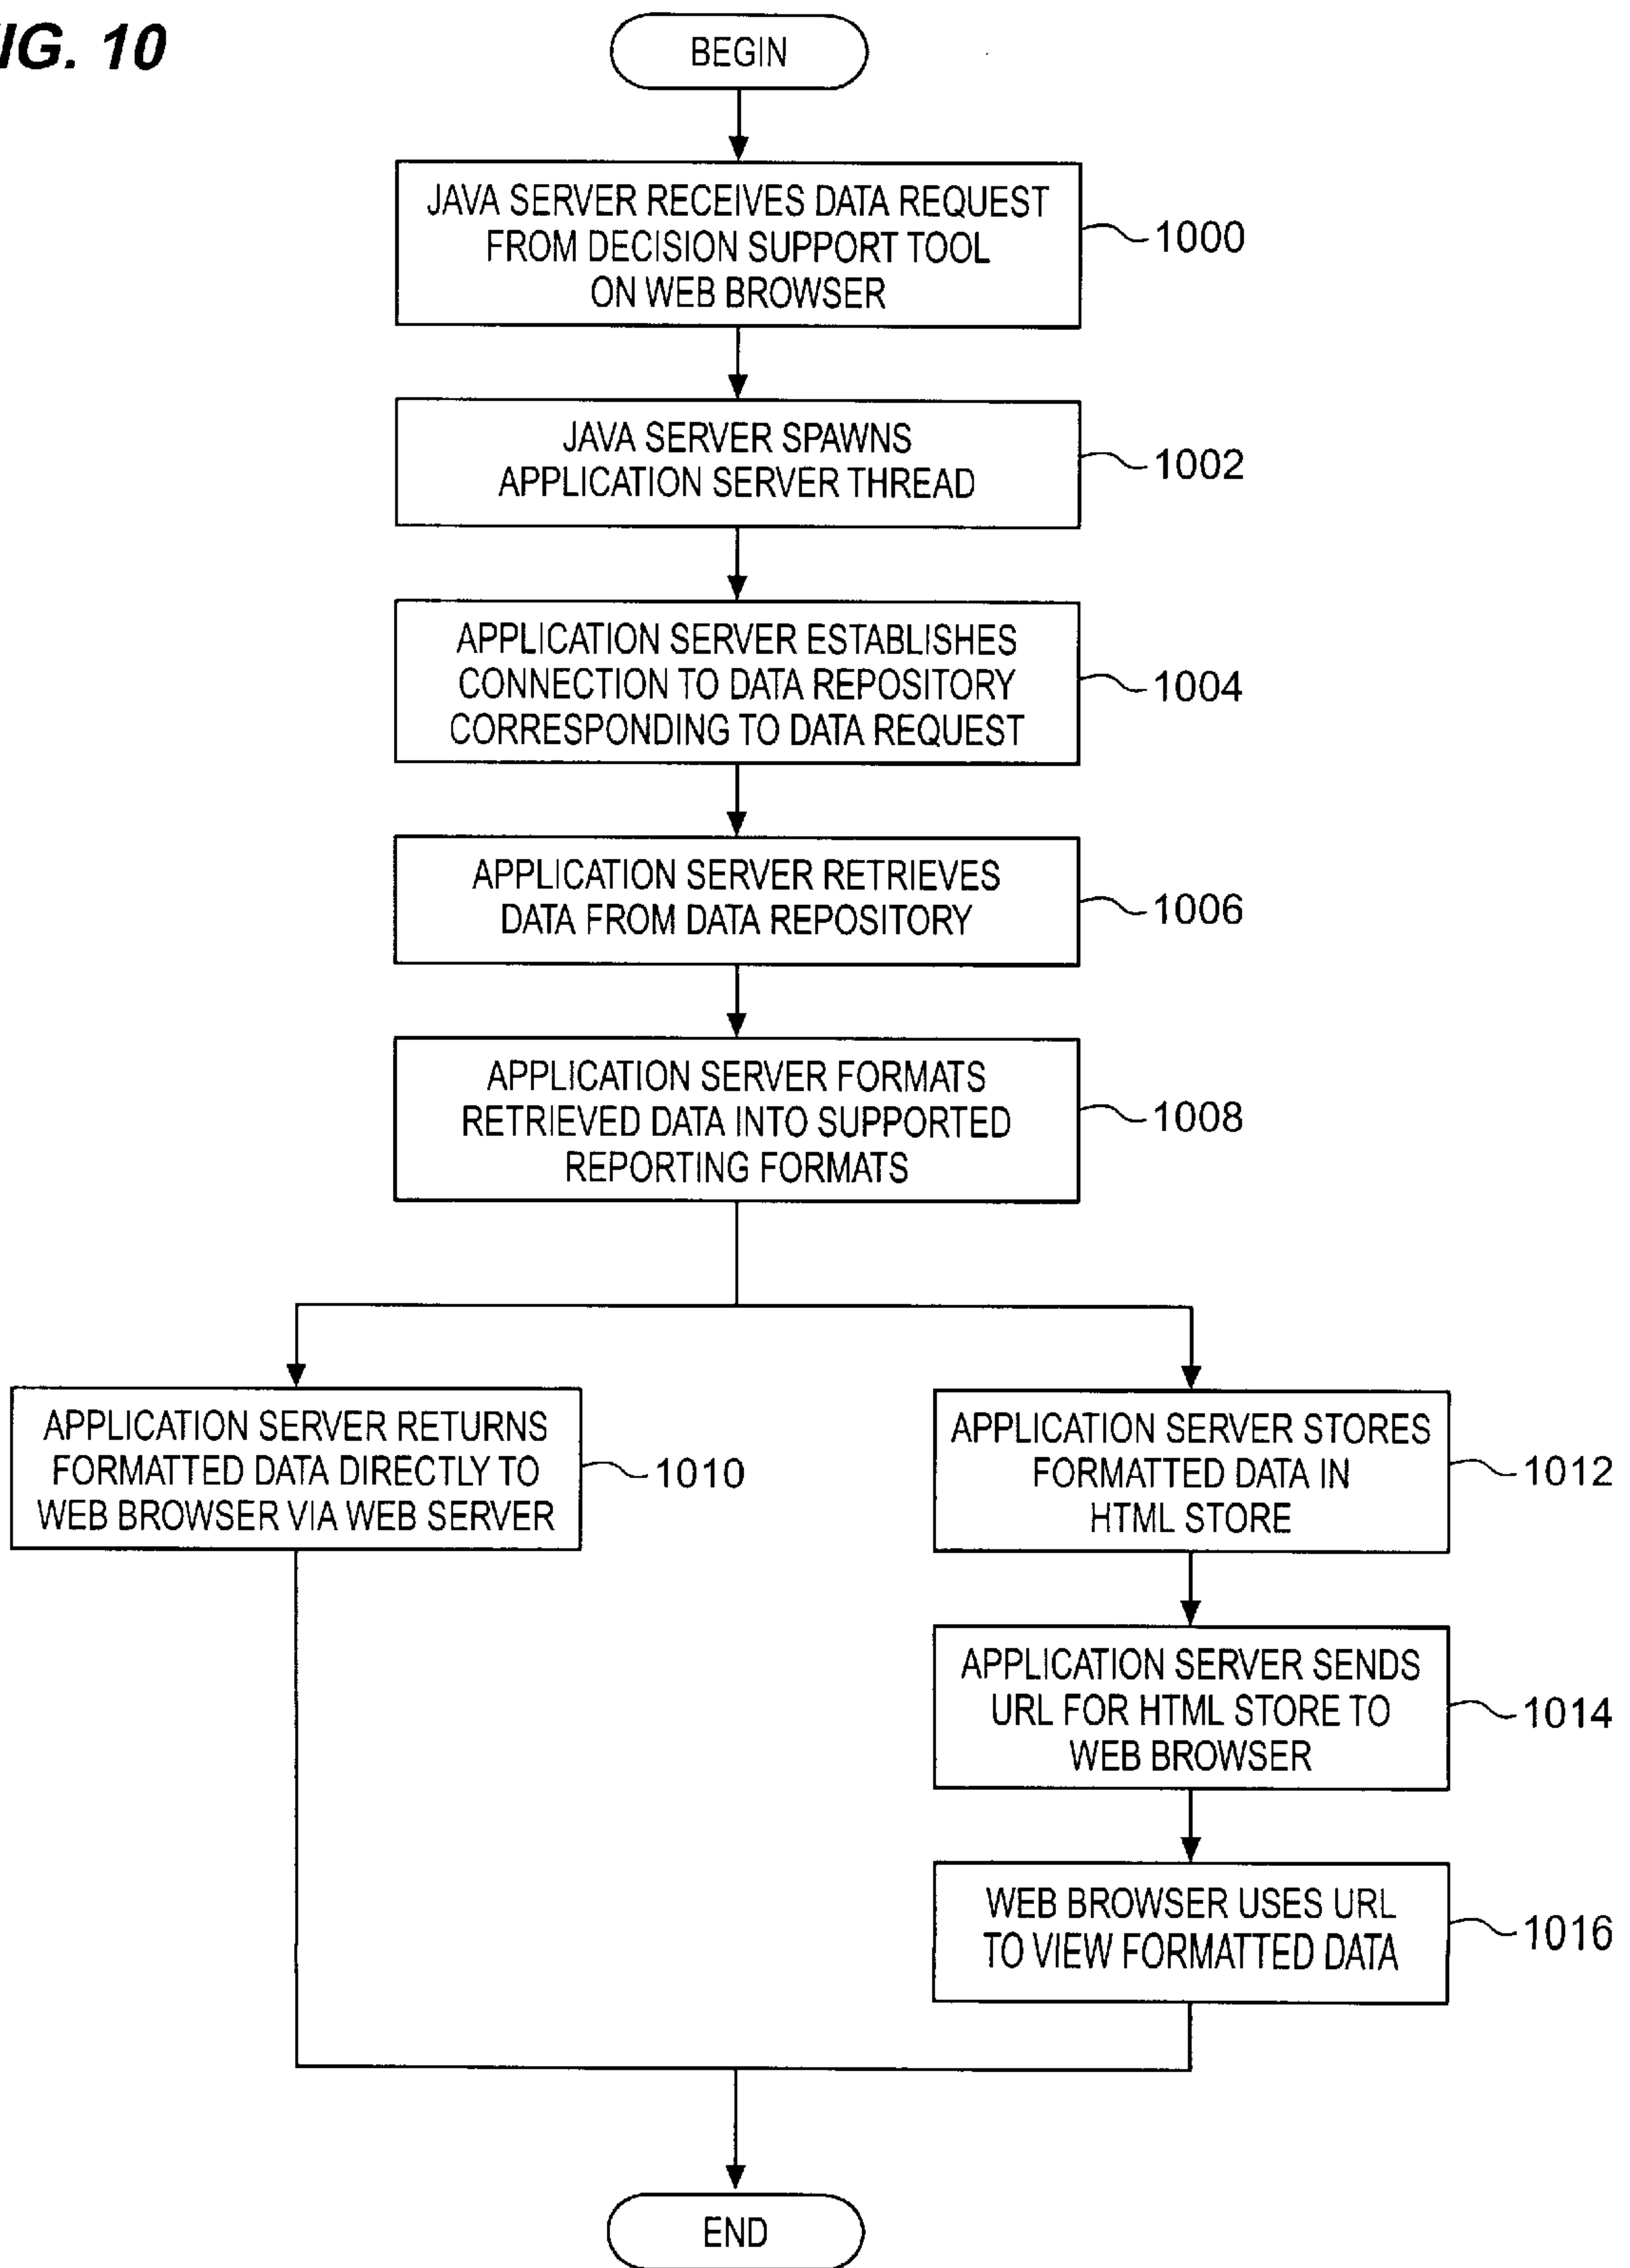 IG. 10
BEGIN
JAVA SERVER RECEIVES DATA REQUEST
FROM DECISION SUPPORT TOOL
ON WEB BROWSER
1000
JAVA SERVER SPAWNS
APPLICATION SERVER THREAD
1002
APPLICATION SERVER ESTABLISHES
CONNECTION TO DATA REPOSITORY
CORRESPONDING TO DATA REQUEST
1004
APPLICATION SERVER RETRIEVES
DATA FROM DATA REPOSITORY
1006
APPLICATION SERVER FORMATS
RETRIEVED DATA INTO SUPPORTED
REPORTING FORMATS
1008
APPLICATION SERVER RETURNS
FORMATTED DATA DIRECTLY TO
WEB BROWSER VIA WEB SERVER
1010
APPLICATION SERVER STORES
FORMATTED DATA IN
HTML STORE
1012
APPLICATION SERVER SENDS
URL FOR HTML STORE TO
WEB BROWSER
1014
WEB BROWSER USES URL
TO VIEW FORMATTED DATA
1016
END